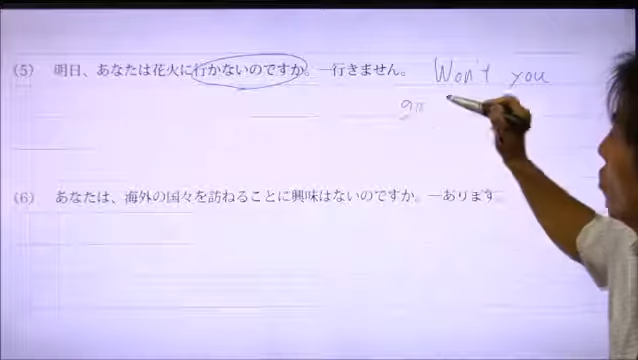 (5) 明日、あなたは花火に行かないのですか。―行きません。 Won't you
(6) あなたは、海外の国々を訪ねることに興味はないのですか。―あります。